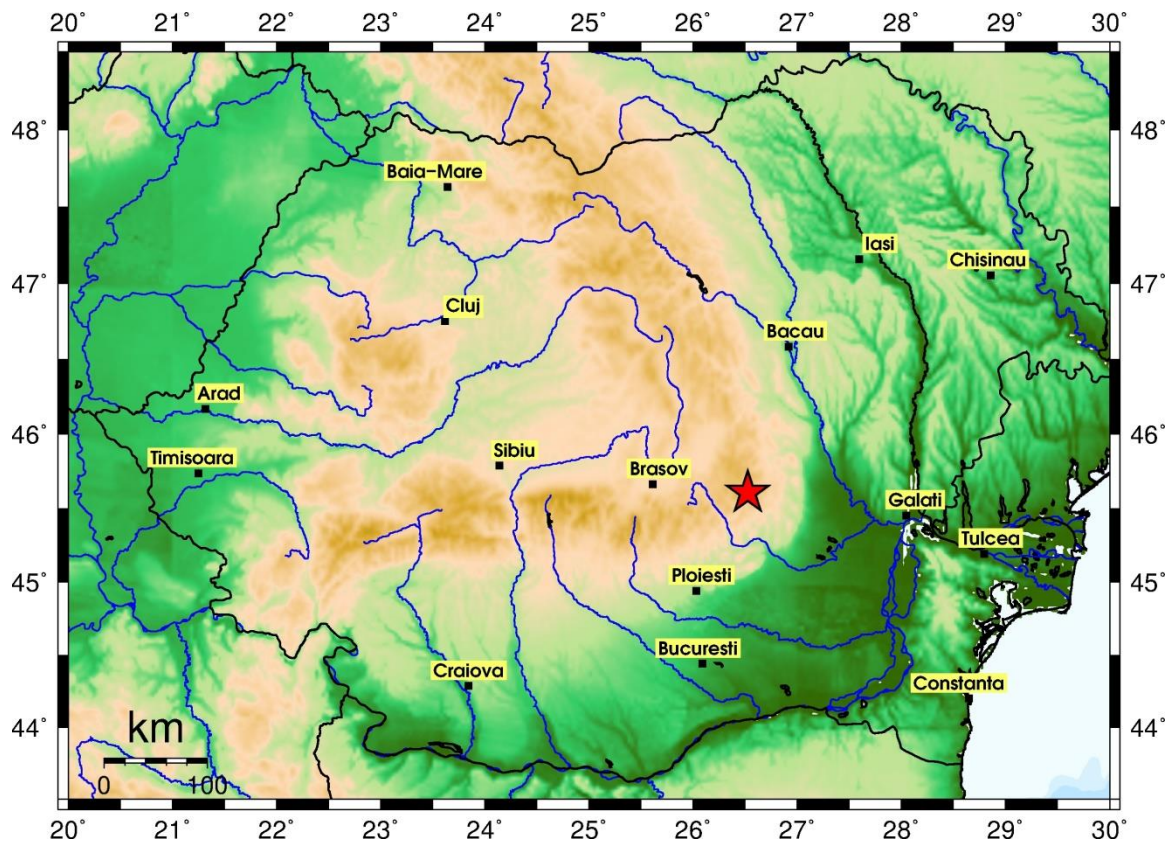 20 21 22 23 24 25 26 27 28 29 30˚
48˚ 48˚
Baia-Mare
Iasi
Chisinau
47˚ 47˚
Cluj
Bacau
Arad
46˚ 46˚
Timisoara
Sibiu
Brasov
Galati
Tulcea
45˚ 45˚
Ploiesti
Bucuresti
Craiova
Constanta
44˚ 44˚
km
0 100
20 21 22 23 24 25 26 27 28 29 30˚